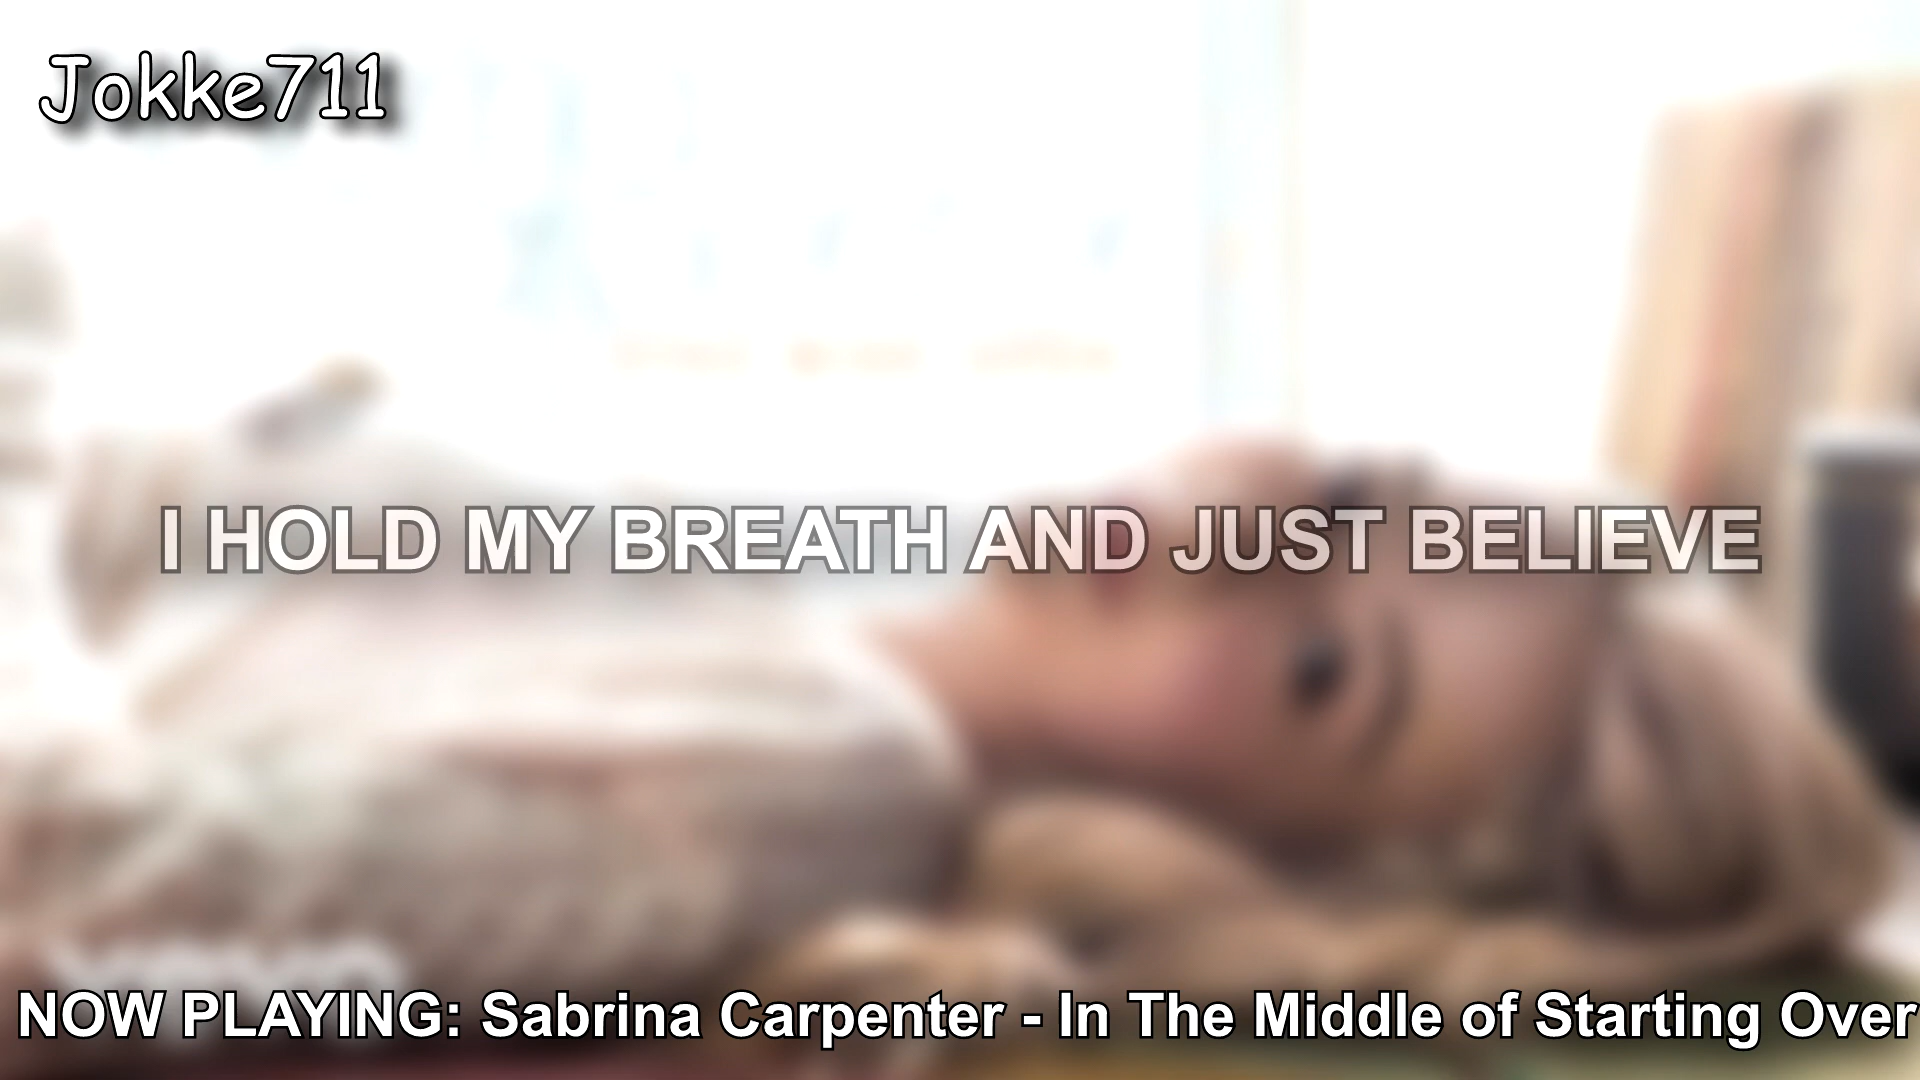 Jokke711
I HOLD MY BREATH AND JUST BELIEVE
NOW PLAYING: Sabrina Carpenter - In The Middle of Starting Over